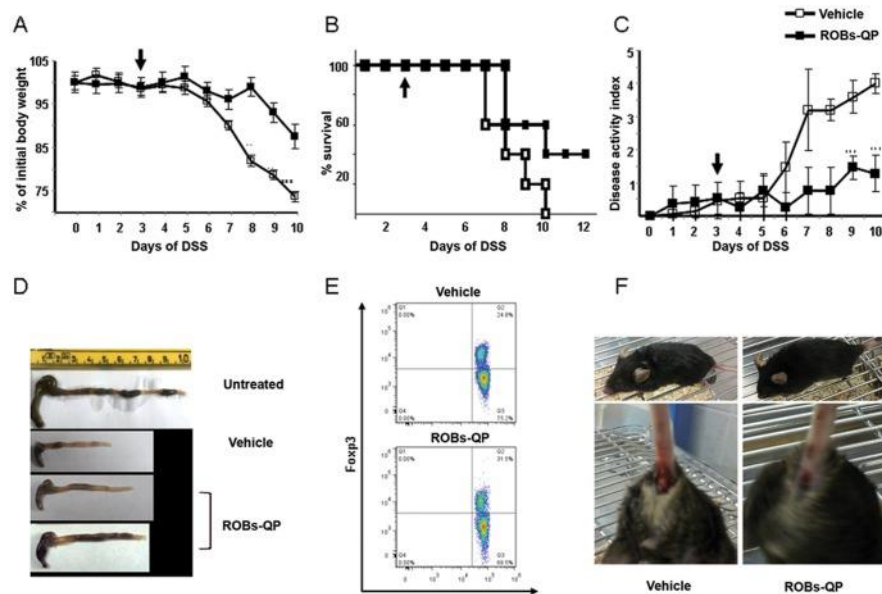 A
B
C
Vehicle
ROBs-QP
% of initial body weight
105
95
85
75
0 1 2 3 4 5 6 7 8 9 10
Days of DSS
% survival
100
60
20
0 2 4 6 8 10 12
Days of DSS
Disease activity index
5
4
3
2
1
0 1 2 3 4 5 6 7 8 9 10
Days of DSS
D
Untreated
Vehicle
ROBs-QP
E
Vehicle
ROBs-QP
Foxp3
F
Vehicle
ROBs-QP